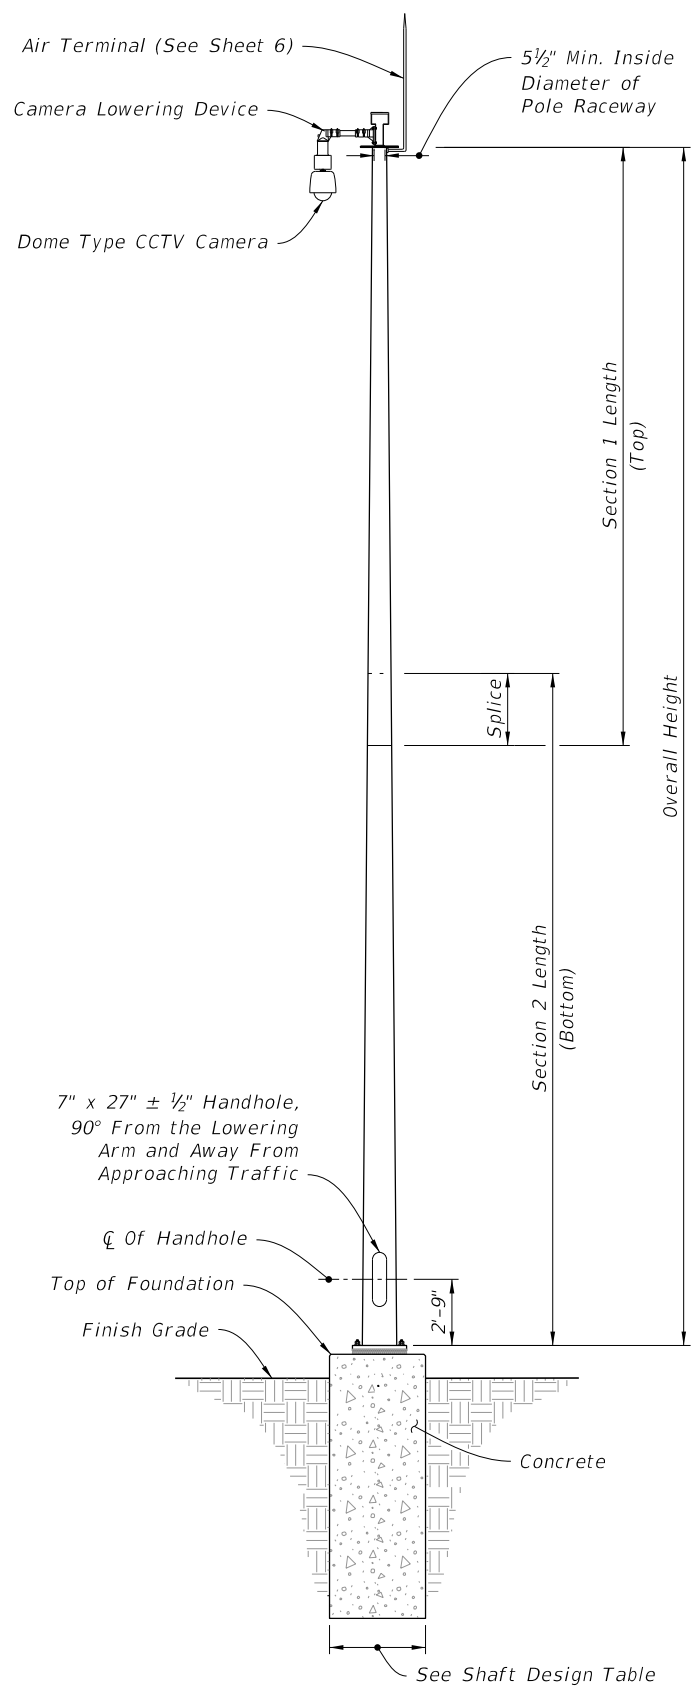 Air Terminal (See Sheet 6)
5½" Min. Inside
Diameter of
Pole Raceway
Camera Lowering Device
Dome Type CCTV Camera
Section 1 Length
(Top)
Splice
Overall Height
Section 2 Length
(Bottom)
7" x 27" ± ½" Handhole,
90° From the Lowering
Arm and Away From
Approaching Traffic
℄ Of Handhole
Top of Foundation
2'-9"
Finish Grade
Concrete
See Shaft Design Table